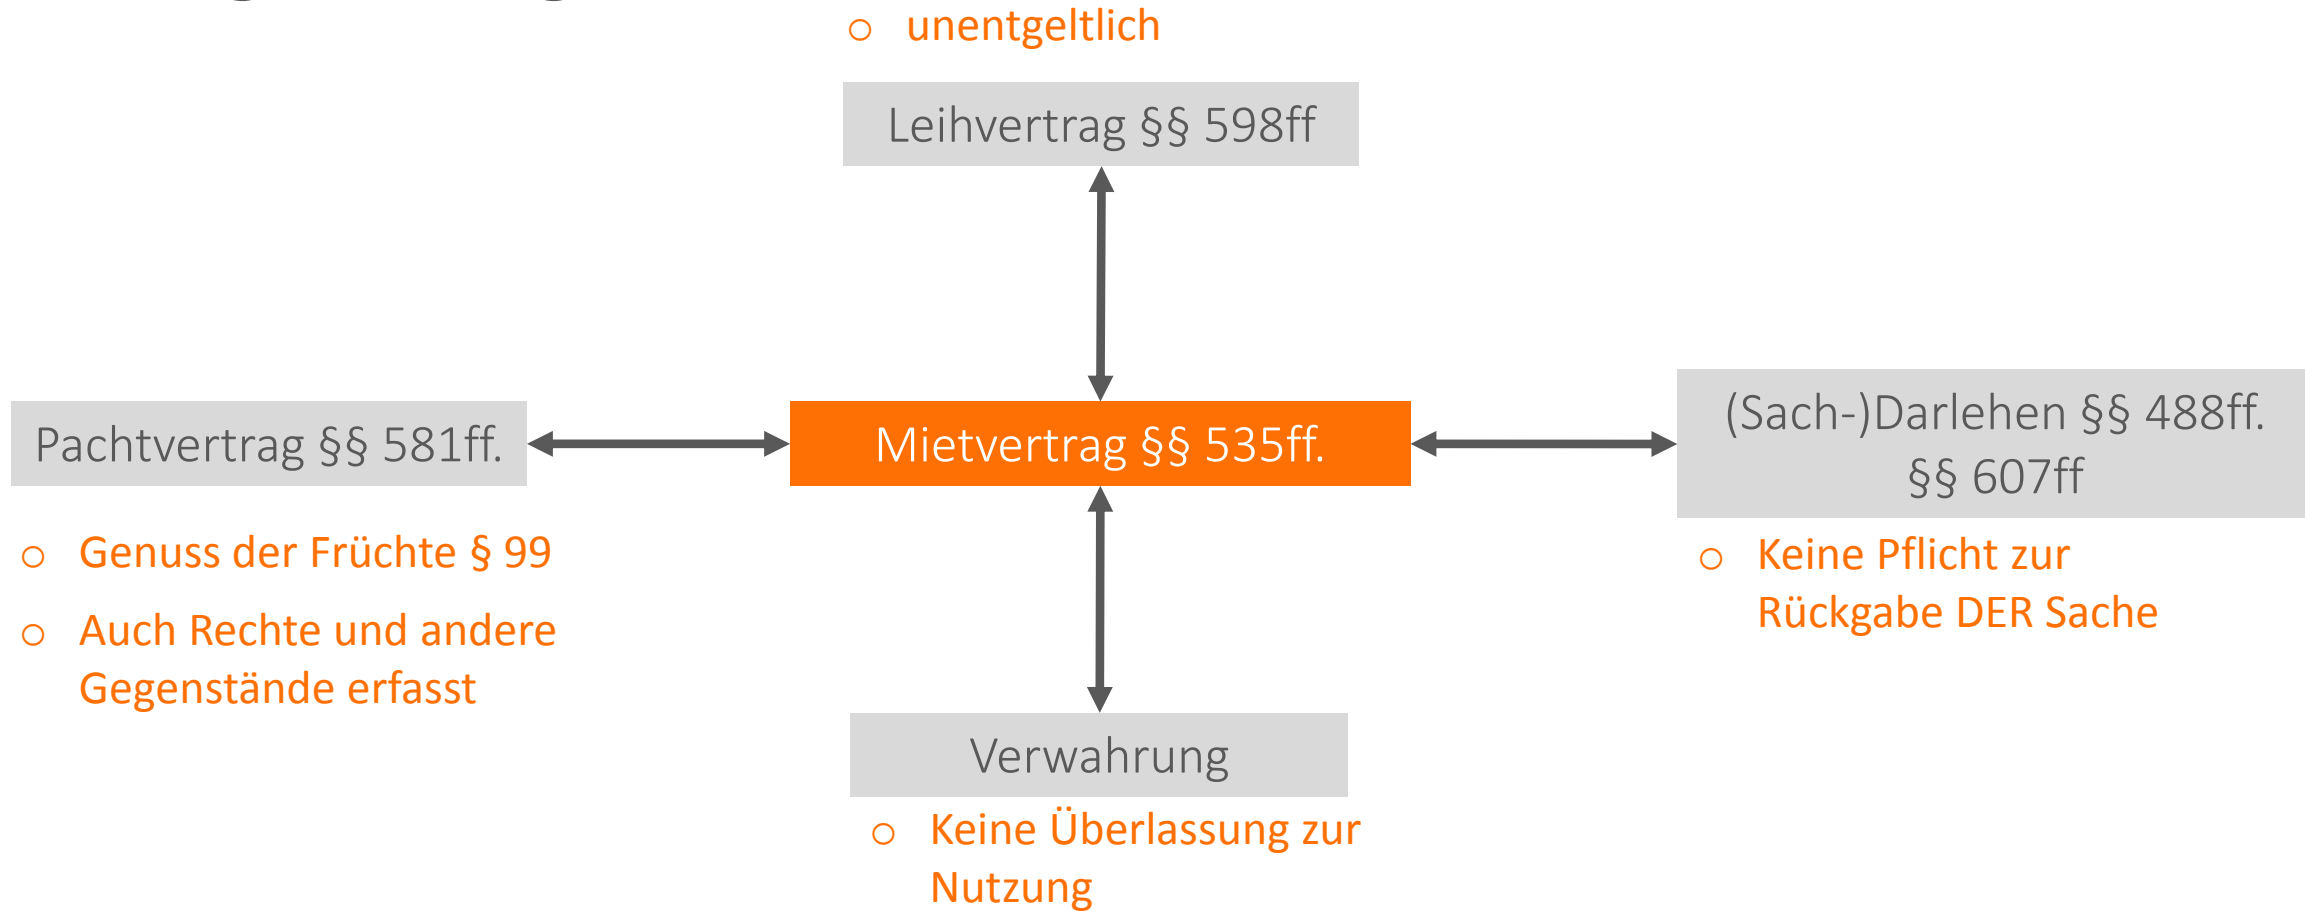 unentgeltlich
Leihvertrag §§ 598ff
Pachtvertrag §§ 581ff.
Mietvertrag §§ 535ff.
(Sach-)Darlehen §§ 488ff.
§§ 607ff
Genuss der Früchte § 99
Auch Rechte und andere
Gegenstände erfasst
Keine Pflicht zur
Rückgabe DER Sache
Verwahrung
Keine Überlassung zur
Nutzung